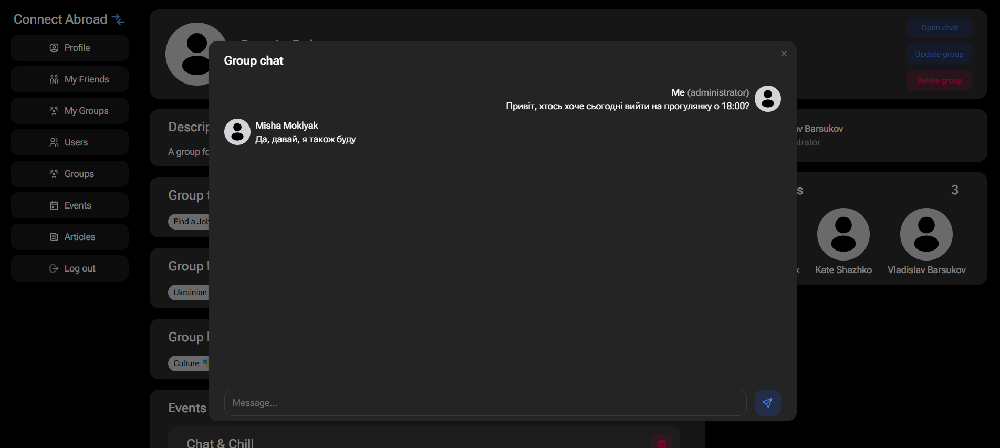 Connect Abroad
Profile
My Friends
My Groups
Users
Groups
Events
Articles
Log out
Open chat
Update group
Delete group
Group chat
Me (administrator)
Привіт, хтось хоче сьогодні вийти на прогулянку о 18:00?
Misha Moklyak
Да, давай, я також буду
Message...
Descrip
A group fo
Group t
Find a Job
Group
Ukrainian
Group
Culture
Events
Chat & Chill
av Barsukov
strator
s 3
k
Kate Shazhko
Vladislav Barsukov